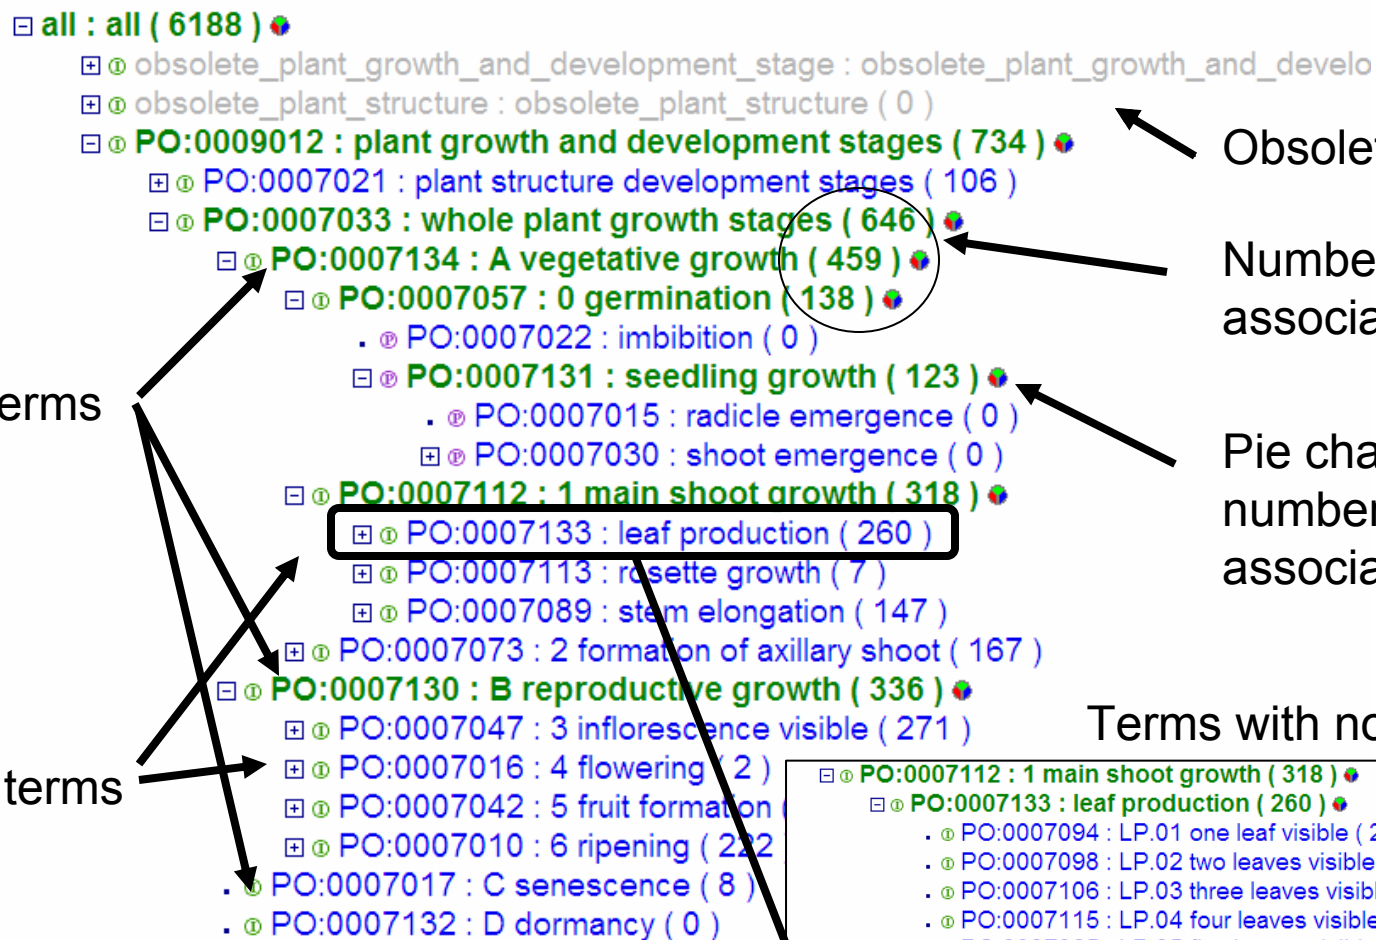 all : all ( 6188 )
obsolete_plant_growth_and_development_stage : obsolete_plant_growth_and_develo
obsolete_plant_structure : obsolete_plant_structure ( 0 )
PO:0009012 : plant growth and development stages ( 734 )
PO:0007021 : plant structure development stages ( 106 )
PO:0007033 : whole plant growth stages ( 646 )
PO:0007134 : A vegetative growth ( 459 )
PO:0007057 : 0 germination ( 138 )
PO:0007022 : imbibition ( 0 )
PO:0007131 : seedling growth ( 123 )
PO:0007015 : radicle emergence ( 0 )
PO:0007030 : shoot emergence ( 0 )
PO:0007112 : 1 main shoot growth ( 318 )
PO:0007133 : leaf production ( 260 )
PO:0007113 : rosette growth ( 7 )
PO:0007089 : stem elongation ( 147 )
PO:0007073 : 2 formation of axillary shoot ( 167 )
PO:0007130 : B reproductive growth ( 336 )
PO:0007047 : 3 inflorescence visible ( 271 )
PO:0007016 : 4 flowering ( 2 )
PO:0007042 : 5 fruit formation (
PO:0007010 : 6 ripening ( 222
PO:0007017 : C senescence ( 8 )
PO:0007132 : D dormancy ( 0 )
erms
terms
Obsolet
Numbe
associa
Pie cha
number
associa
Terms with no
PO:0007112 : 1 main shoot growth ( 318 )
PO:0007133 : leaf production ( 260 )
PO:0007094 : LP.01 one leaf visible ( 2
PO:0007098 : LP.02 two leaves visible
PO:0007106 : LP.03 three leaves visibl
PO:0007115 : LP.04 four leaves visible